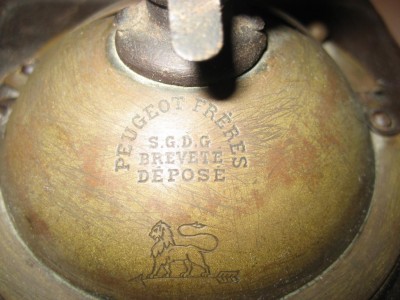 PEUGEOT FRÈRES
S.G.D.G.
BREVETÉ
DÉPOSÉ